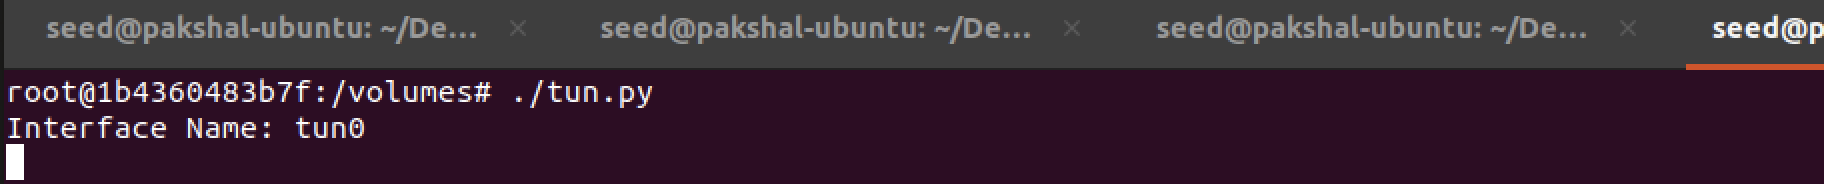 seed@pakshal-ubuntu: ~/De... × seed@pakshal-ubuntu: ~/De... × seed@pakshal-ubuntu: ~/De... × seed@p
root@1b4360483b7f:/volumes# ./tun.py
Interface Name: tun0